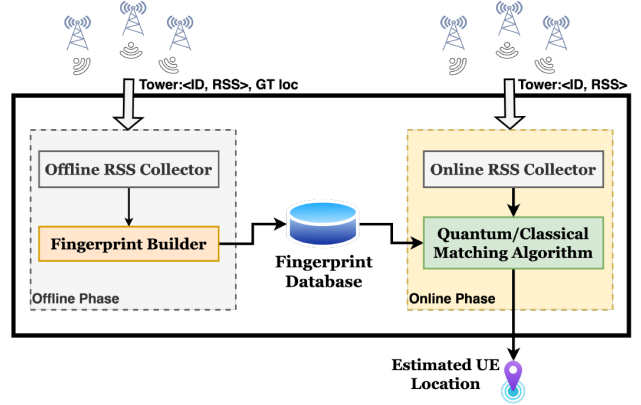 Tower:<ID, RSS>, GT loc
Tower:<ID, RSS>
Offline RSS Collector
Fingerprint Builder
Offline Phase
Fingerprint
Database
Online RSS Collector
Quantum/Classical
Matching Algorithm
Online Phase
Estimated UE
Location